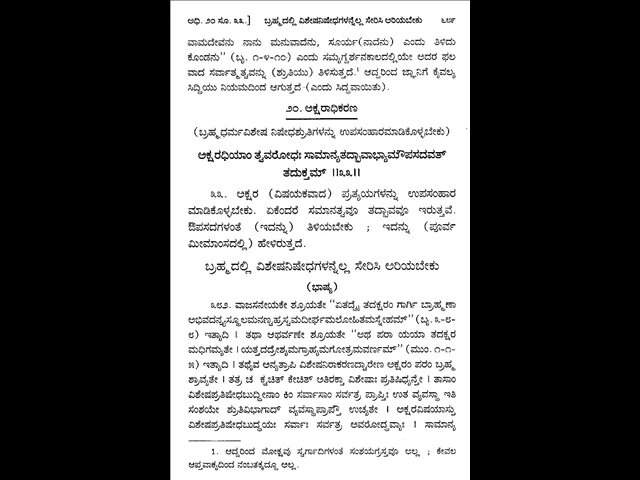 ಅಧಿ. ೨೦ ಸೂ. ೩೩.] ಬ್ರಹ್ಮದಲ್ಲಿ ವಿಶೇಷನಿಷೇಧಗಳನ್ನೆಲ್ಲ ಸೇರಿಸಿ ಅರಿಯಬೇಕು ೬೮೯
ವಾಮದೇವನು ನಾನು ಮನುವಾದೆನು, ಸೂರ್ಯ(ನಾದೆನು) ಎಂದು ತಿಳಿದು
ಕೊಂಡನು” (ಬೃ. ೧-೪-೧೦) ಎಂದು ಸಮ್ಯಗ್ದರ್ಶನಕಾಲದಲ್ಲಿಯೇ ಅದರ ಫಲ
ವಾದ ಸರ್ವಾತ್ಮತ್ವವನ್ನು (ಶ್ರುತಿಯು) ತಿಳಿಸುತ್ತದೆ.¹ ಆದ್ದರಿಂದ ಜ್ಞಾನಿಗೆ ಕೈವಲ್ಯ
ಸಿದ್ಧಿಯು ನಿಯಮದಿಂದ ಆಗುತ್ತದೆ (ಎಂದು ಸಿದ್ಧವಾಯಿತು).
೨೦. ಅಕ್ಷರಾಧಿಕರಣ
(ಬ್ರಹ್ಮಧರ್ಮವಿಶೇಷ ನಿಷೇಧಶ್ರುತಿಗಳನ್ನು ಉಪಸಂಹಾರಮಾಡಿಕೊಳ್ಳಬೇಕು)
ಅಕ್ಷರಧಿಯಾಂ ತ್ವವರೋಧಃ ಸಾಮಾನ್ಯತದ್ಭಾವಾಭ್ಯಾಮೌಪಸದವತ್
ತದುಕ್ತಮ್ ||೩೩||
೩೩. ಅಕ್ಷರ (ವಿಷಯಕವಾದ) ಪ್ರತ್ಯಯಗಳನ್ನು ಉಪಸಂಹಾರ
ಮಾಡಿಕೊಳ್ಳಬೇಕು. ಏಕೆಂದರೆ ಸಮಾನತ್ವವೂ ತದ್ಭಾವವೂ ಇರುತ್ತವೆ.
ಔಪಸದಗಳಂತೆ (ಇದನ್ನು) ತಿಳಿಯಬೇಕು ; ಇದನ್ನು (ಪೂರ್ವ
ಮೀಮಾಂಸದಲ್ಲಿ) ಹೇಳಿರುತ್ತದೆ.
ಬ್ರಹ್ಮದಲ್ಲಿ ವಿಶೇಷನಿಷೇಧಗಳನ್ನೆಲ್ಲ ಸೇರಿಸಿ ಅರಿಯಬೇಕು
(ಭಾಷ್ಯ)
೩೮೨. ವಾಜಸನೇಯಕೇ ಶ್ರೂಯತೇ “ಏತದ್ವೈ ತದಕ್ಷರಂ ಗಾರ್ಗಿ ಬ್ರಾಹ್ಮಣಾ
ಅಭಿವದನ್ತ್ಯಸ್ಥೂಲಮನಣ್ವಹ್ರಸ್ವಮದೀರ್ಘಮಲೋಹಿತಮಸ್ನೇಹಮ್” (ಬೃ. ೩-೮-
೮) ಇತ್ಯಾದಿ | ತಥಾ ಆಥರ್ವಣೇ ಶ್ರೂಯತೇ “ಅಥ ಪರಾ ಯಯಾ ತದಕ್ಷರ
ಮಧಿಗಮ್ಯತೇ | ಯತ್ತದದ್ರೇಶ್ಯಮಗ್ರಾಹ್ಯಮಗೋತ್ರಮವರ್ಣಮ್” (ಮುಂ. ೧-೧-
೫) ಇತ್ಯಾದಿ | ತಥೈವ ಅನ್ಯತ್ರಾಪಿ ವಿಶೇಷನಿರಾಕರಣದ್ವಾರೇಣ ಅಕ್ಷರಂ ಪರಂ ಬ್ರಹ್ಮ
ಶ್ರಾವ್ಯತೇ | ತತ್ರ ಚ ಕ್ವಚಿತ್ ಕೇಚಿತ್ ಅತಿರಿಕ್ತಾ ವಿಶೇಷಾಃ ಪ್ರತಿಷಿಧ್ಯನ್ತೇ | ತಾಸಾಂ
ವಿಶೇಷಪ್ರತಿಷೇಧಬುದ್ಧೀನಾಂ ಕಿಂ ಸರ್ವಾಸಾಂ ಸರ್ವತ್ರ ಪ್ರಾಪ್ತಿಃ ಉತ ವ್ಯವಸ್ಥಾ ಇತಿ
ಸಂಶಯೇ ಶ್ರುತಿವಿಭಾಗಾದ್ ವ್ಯವಸ್ಥಾಪ್ರಾಪ್ತೌ ಉಚ್ಯತೇ | ಅಕ್ಷರವಿಷಯಾಸ್ತು
ವಿಶೇಷಪ್ರತಿಷೇಧಬುದ್ಧಯಃ ಸರ್ವಾಃ ಸರ್ವತ್ರ ಅವರೋದ್ಧವ್ಯಾಃ | ಸಾಮಾನ್ಯ
1. ಆದ್ದರಿಂದ ಮೋಕ್ಷವು ಸ್ವರ್ಗಾದಿಗಳಂತೆ ಸಂಶಯಗ್ರಸ್ತವೂ ಅಲ್ಲ ; ಕೇವಲ
ಆಪ್ತವಾಕ್ಯದಿಂದ ನಂಬತಕ್ಕದ್ದೂ ಅಲ್ಲ.